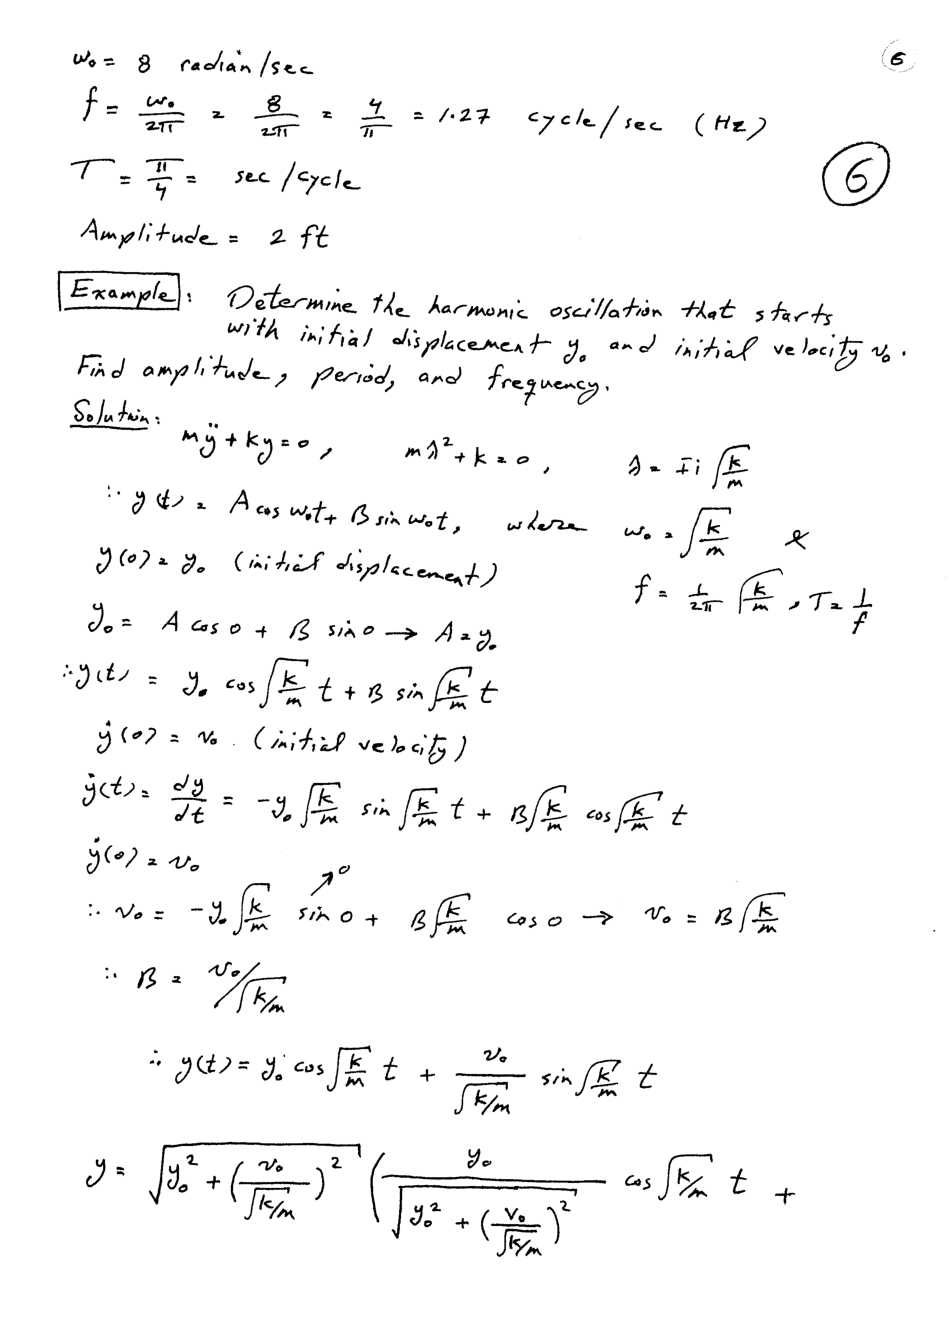 ω₀ = 8 radian/sec
6
f = ω₀/2π = 8/2π = 4/π = 1.27 cycle/sec (Hz)
T = π/4 = sec/cycle
6
Amplitude = 2 ft
Example: Determine the harmonic oscillation that starts
with initial displacement y₀ and initial velocity v₀.
Find amplitude, period, and frequency.
Solution:
mÿ + ky = 0, mλ² + k = 0, λ = ∓i √(k/m)
∴ y(t) = A cos ω₀t + B sin ω₀t, where ω₀ = √(k/m) &
y(0) = y₀ (initial displacement) f = 1/2π √(k/m), T = 1/f
y₀ = A cos 0 + B sin 0 → A = y₀
∴ y(t) = y₀ cos √(k/m) t + B sin √(k/m) t
ẏ(0) = v₀. (initial velocity)
ẏ(t) = dy/dt = -y₀ √(k/m) sin √(k/m) t + B √(k/m) cos √(k/m) t
ẏ(0) = v₀
∴ v₀ = -y₀ √(k/m) sin 0 ↗0 + B √(k/m) cos 0 → v₀ = B √(k/m)
∴ B = v₀/√(k/m)
∴ y(t) = y₀ cos √(k/m) t + v₀/√(k/m) sin √(k/m) t
y = √(y₀² + (v₀/√(k/m))²) ( y₀/√(y₀² + (v₀/√(k/m))²) cos √(k/m) t +